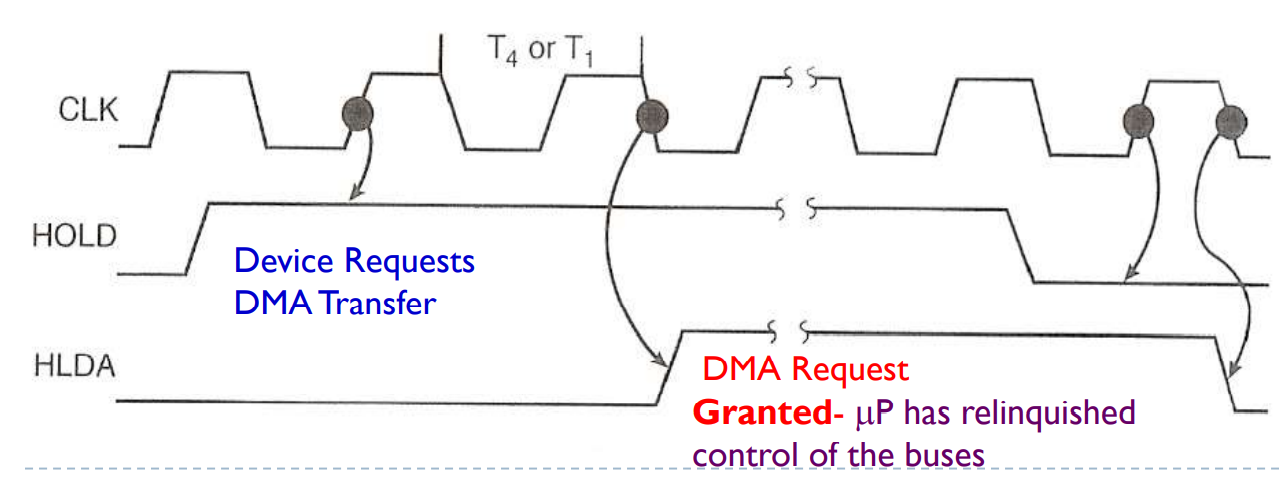 T4 or T1
CLK
HOLD
Device Requests
DMA Transfer
HLDA
DMA Request
Granted- μP has relinquished
control of the buses